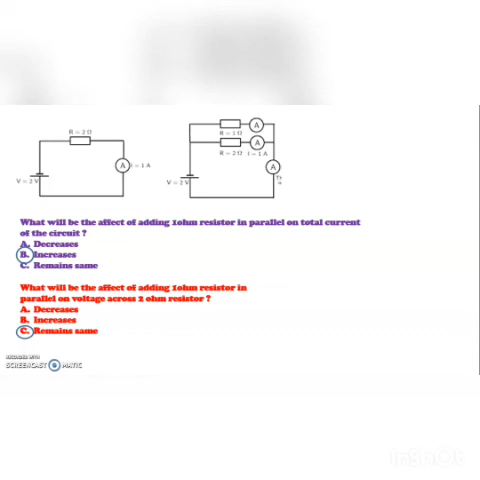 R = 2 Ω
A
I = 1 A
V = 2 V
A
R = 1 Ω
A
R = 2 Ω I = 1 A
A
V = 2 V
What will be the affect of adding 1ohm resistor in parallel on total current
of the circuit ?
A. Decreases
B. Increases
C. Remains same
What will be the affect of adding 1ohm resistor in
parallel on voltage across 2 ohm resistor ?
A. Decreases
B. Increases
C. Remains same
RECORDED WITH
SCREENCAST MATIC